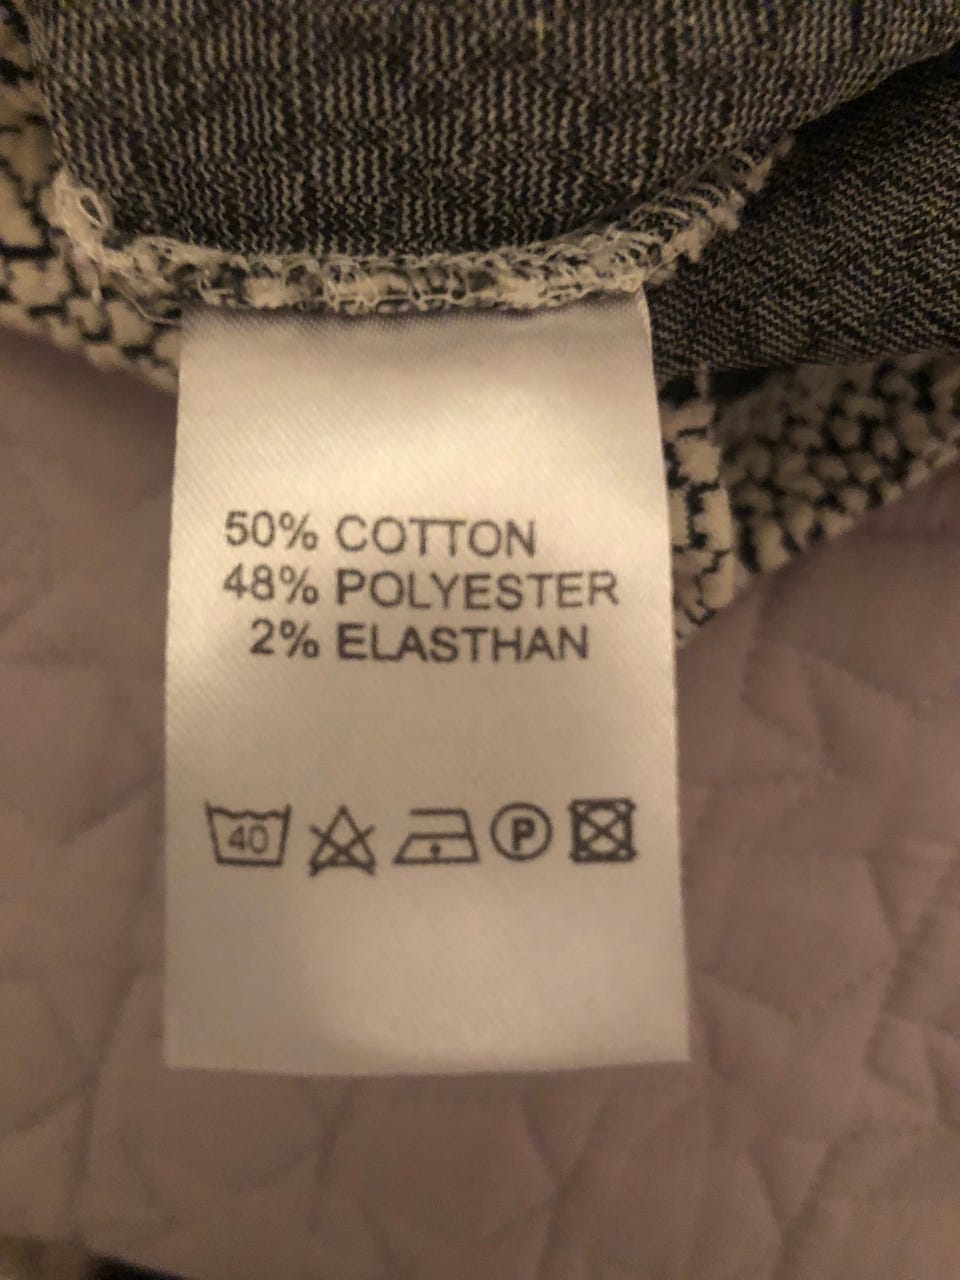 50% COTTON
48% POLYESTER
2% ELASTHAN
40 P